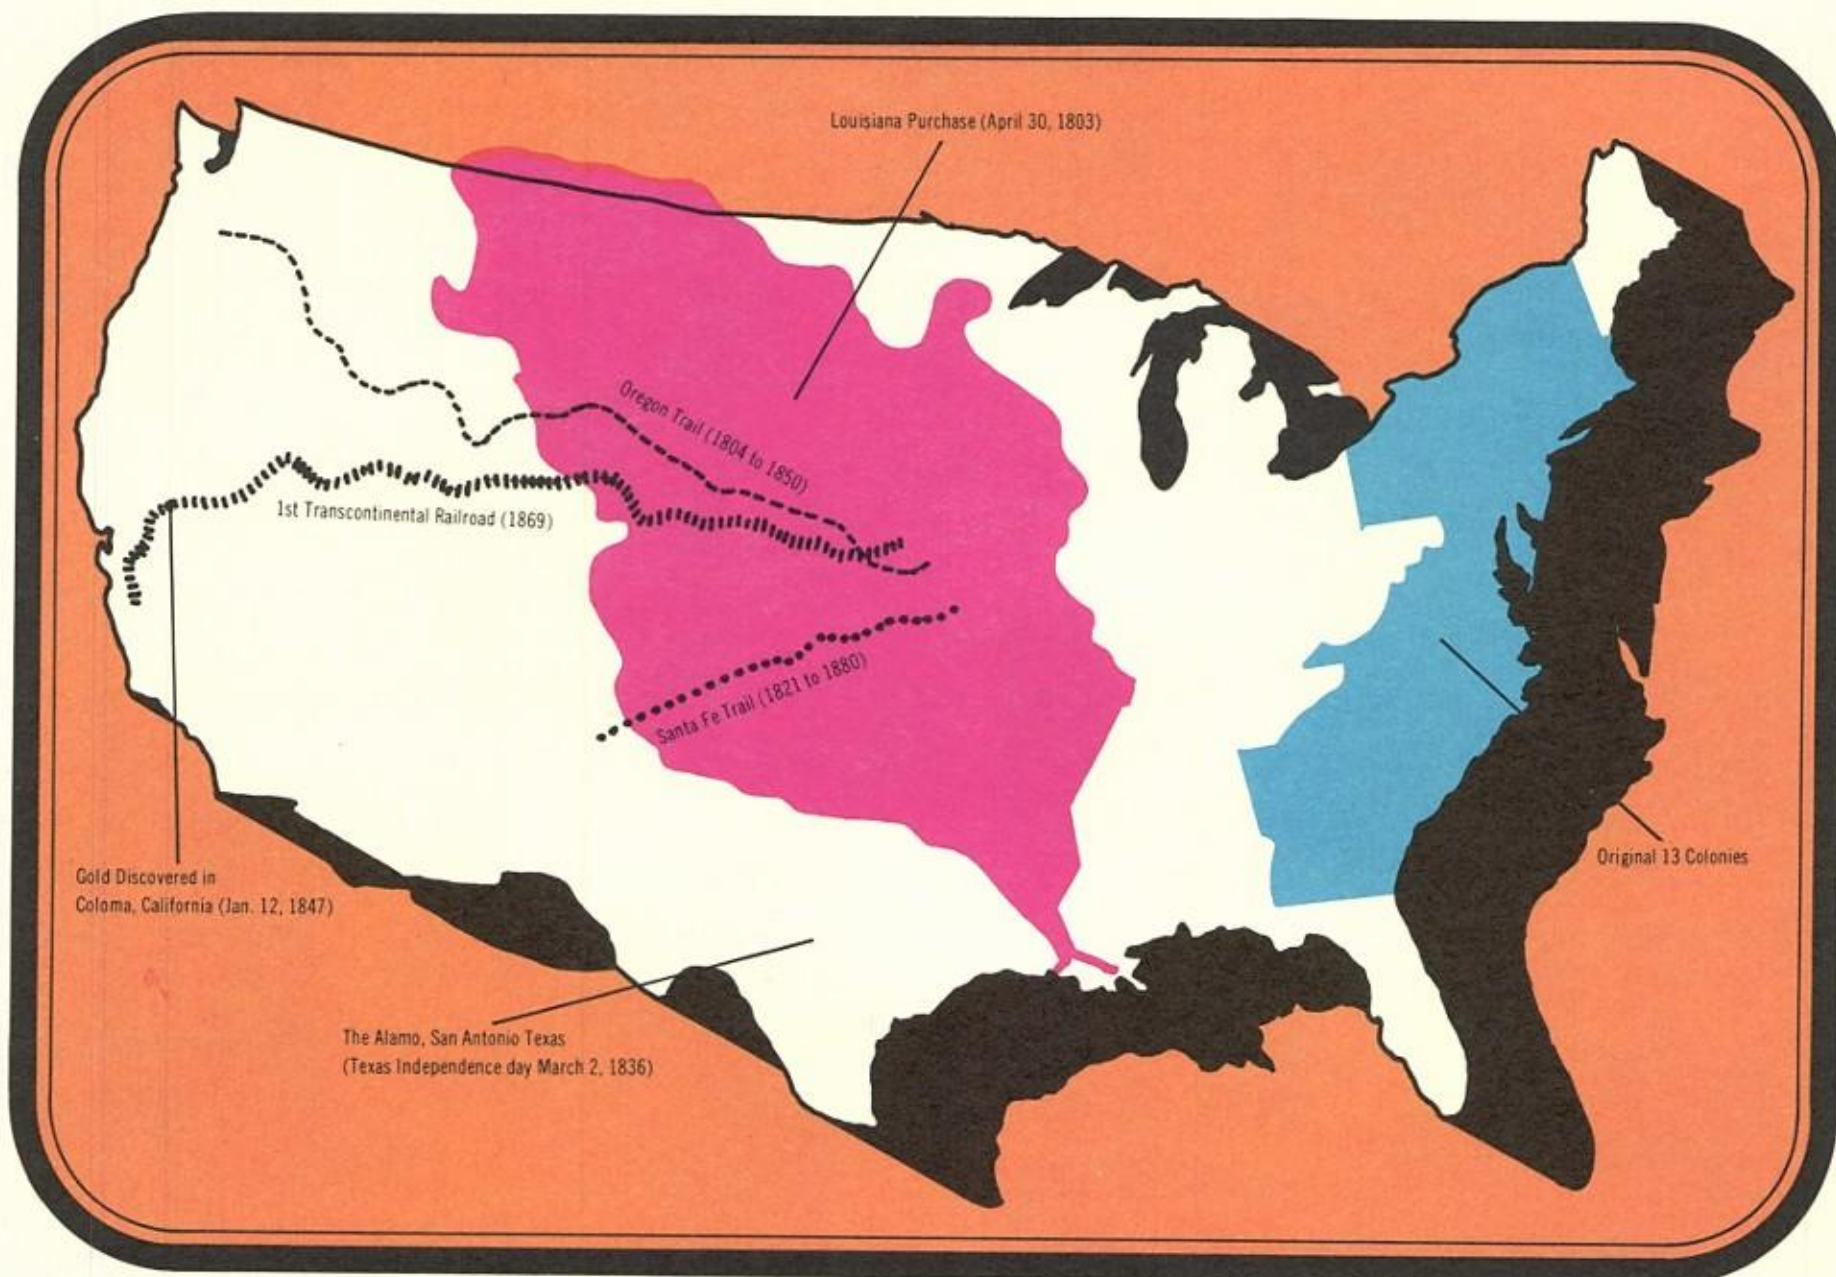 Louisiana Purchase (April 30, 1803)
Oregon Trail (1804 to 1850)
1st Transcontinental Railroad (1869)
Santa Fe Trail (1821 to 1880)
Original 13 Colonies
Gold Discovered in
Coloma, California (Jan. 12, 1847)
The Alamo, San Antonio Texas
(Texas Independence day March 2, 1836)